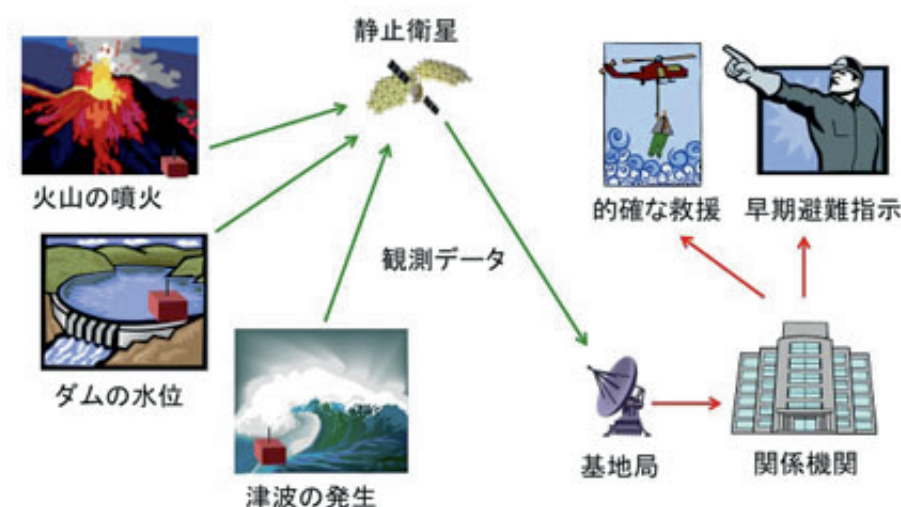 静止衛星
火山の噴火
的確な救援
早期避難指示
観測データ
ダムの水位
津波の発生
基地局
関係機関